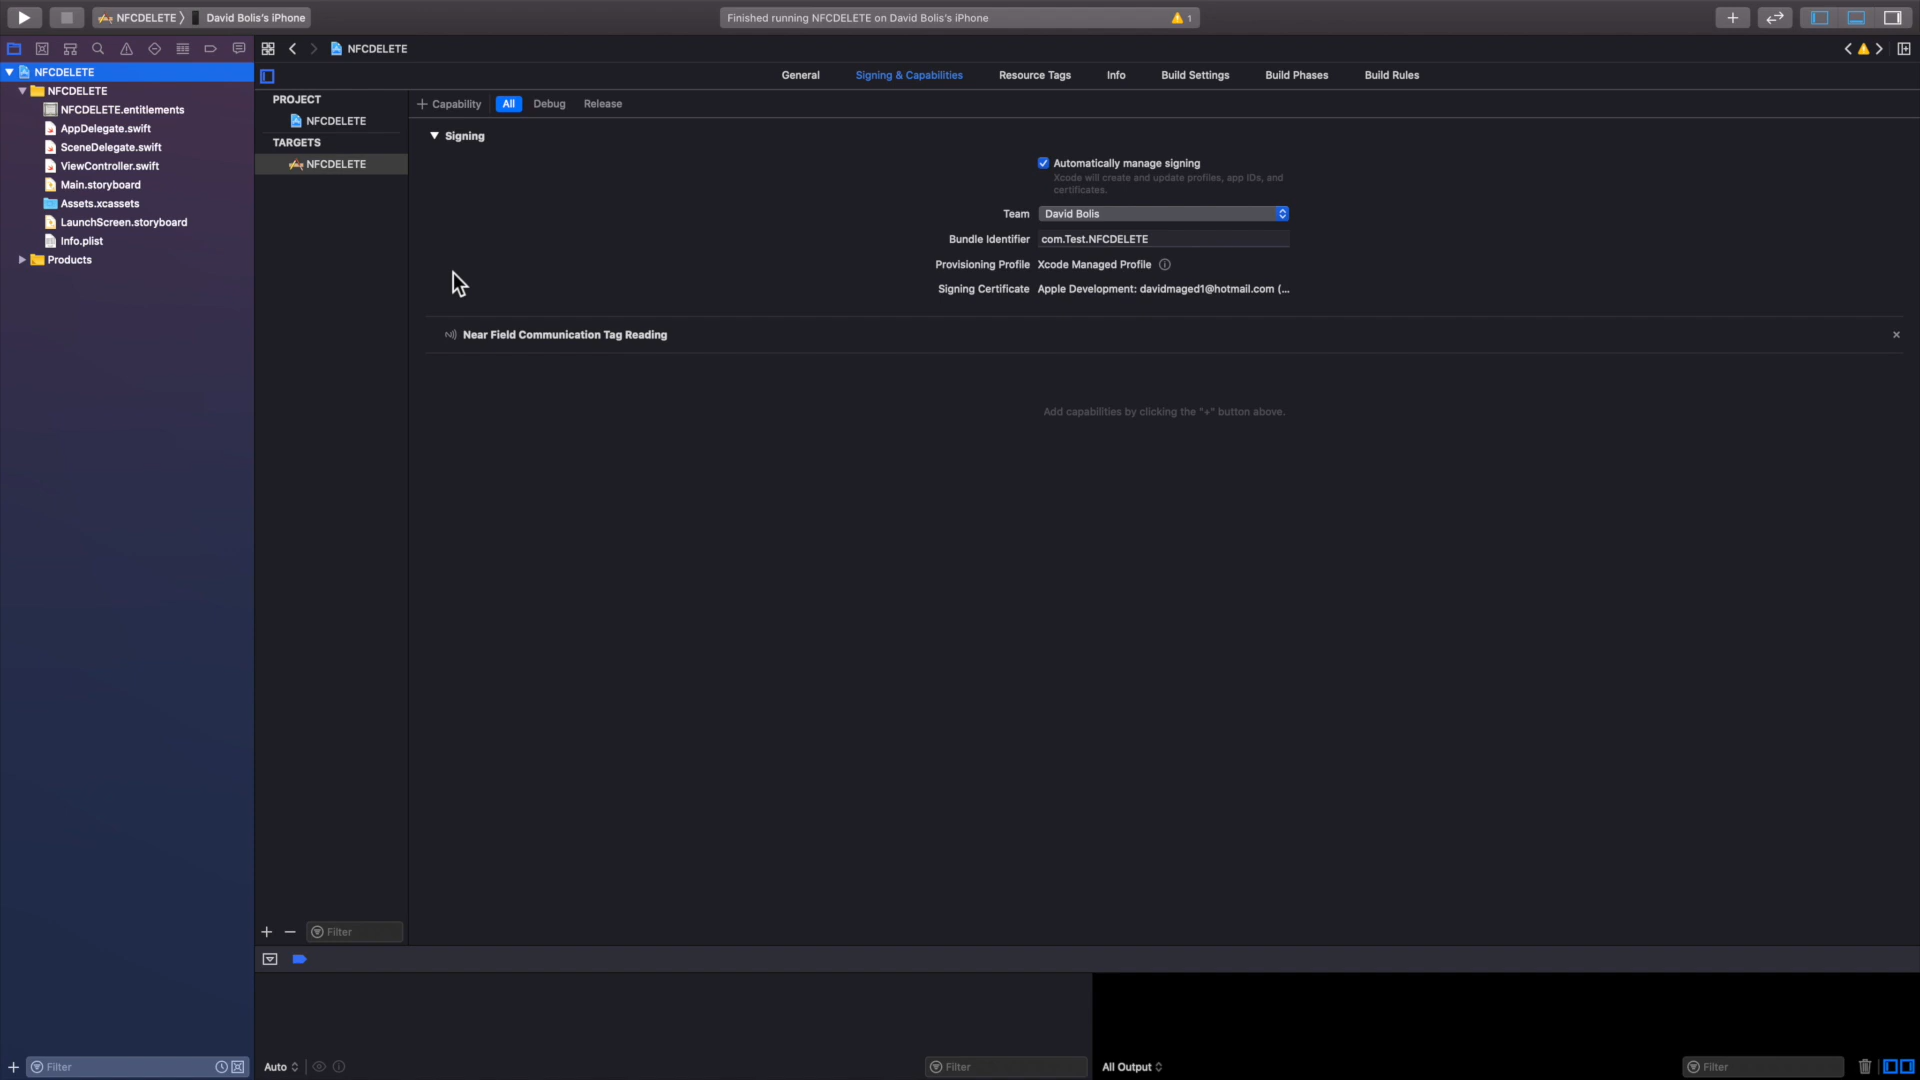 NFCDELETE 〉 David Bolis's iPhone
Finished running NFCDELETE on David Bolis's iPhone
1
NFCDELETE
NFCDELETE
NFCDELETE.entitlements
AppDelegate.swift
SceneDelegate.swift
ViewController.swift
Main.storyboard
Assets.xcassets
LaunchScreen.storyboard
Info.plist
Products
Filter
NFCDELETE
General Signing & Capabilities Resource Tags Info Build Settings Build Phases Build Rules
PROJECT
NFCDELETE
TARGETS
NFCDELETE
Filter
+ Capability All Debug Release
Signing
Automatically manage signing
Xcode will create and update profiles, app IDs, and
certificates.
Team David Bolis
Bundle Identifier com.Test.NFCDELETE
Provisioning Profile Xcode Managed Profile
Signing Certificate Apple Development: davidmaged1@hotmail.com (...
Near Field Communication Tag Reading
Add capabilities by clicking the "+" button above.
Auto
Filter
All Output
Filter